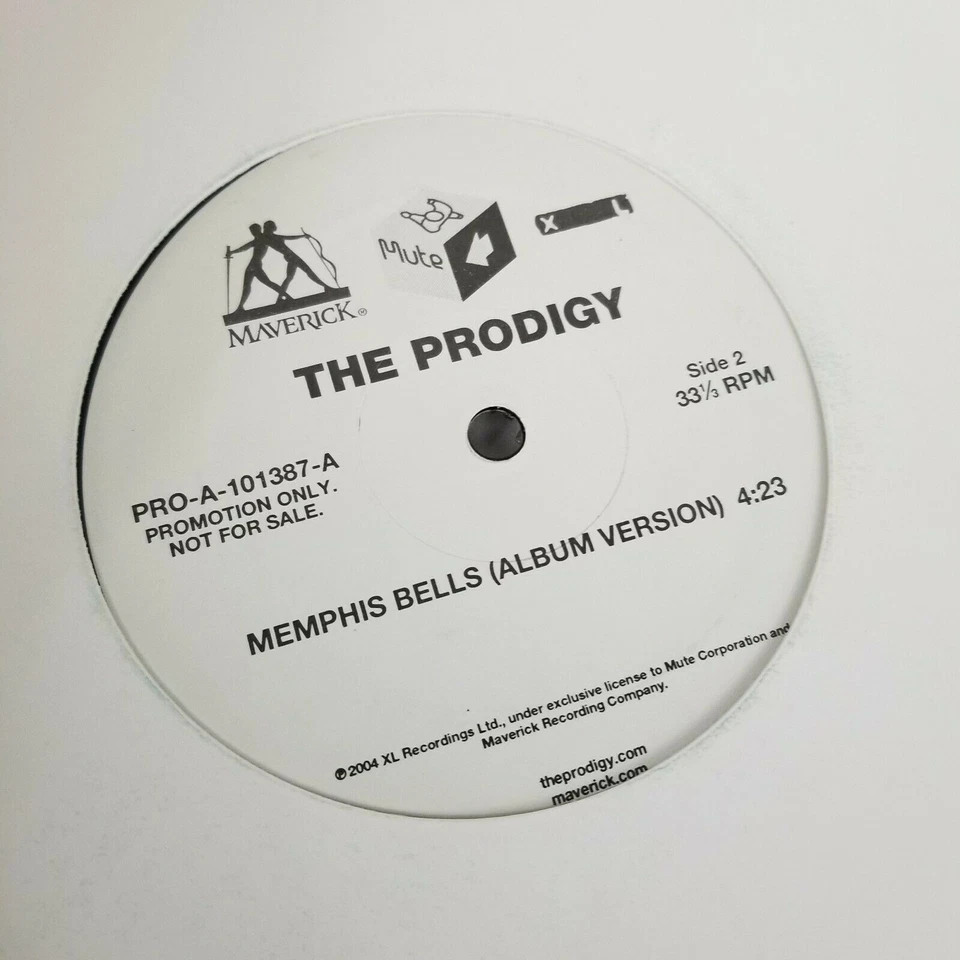 MAVERICK®
Mute
X L
THE PRODIGY
Side 2
33⅓ RPM
PRO-A-101387-A
PROMOTION ONLY.
NOT FOR SALE.
MEMPHIS BELLS (ALBUM VERSION) 4:23
℗2004 XL Recordings Ltd., under exclusive license to Mute Corporation and
Maverick Recording Company.
theprodigy.com
maverick.com